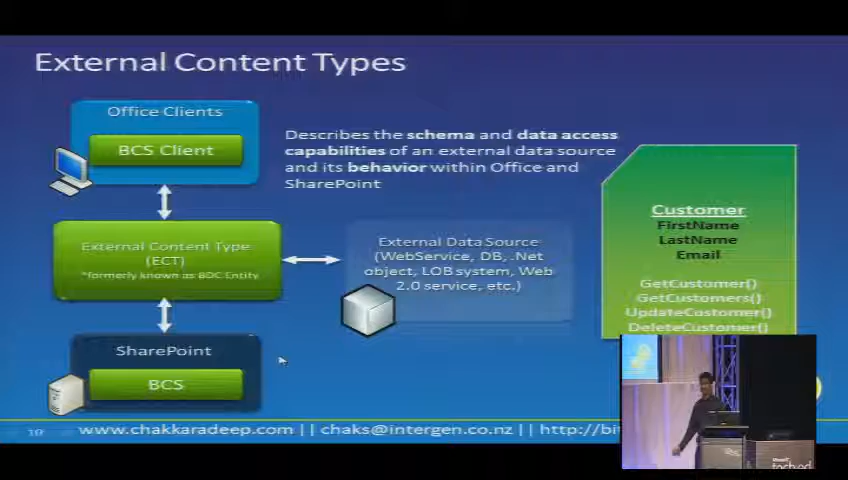 External Content Types
Office Clients
BCS Client
Describes the schema and data access
capabilities of an external data source
and its behavior within Office and
SharePoint
External Content Type
(ECT)
*formerly known as BDC Entity
External Data Source
(WebService, DB, .Net
object, LOB system, Web
2.0 service, etc.)
Customer
FirstName
LastName
Email
GetCustomer()
GetCustomers()
UpdateCustomer()
DeleteCustomer()
SharePoint
BCS
www.chakkaradeep.com || chaks@intergen.co.nz || http://bit
tech·ed